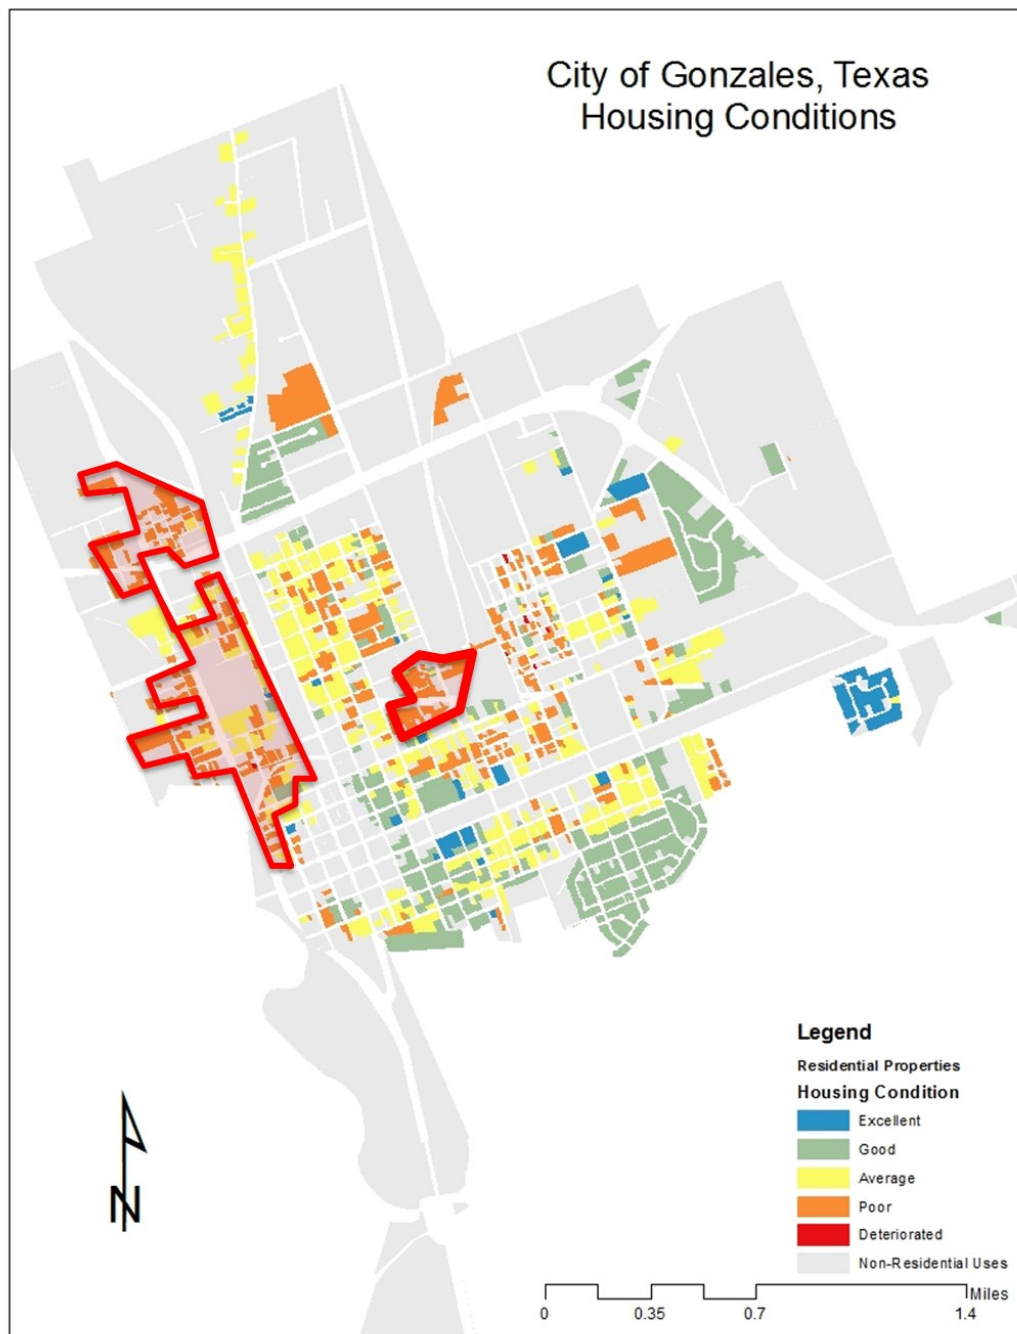 City of Gonzales, Texas
Housing Conditions
Legend
Residential Properties
Housing Condition
Excellent
Good
Average
Poor
Deteriorated
Non-Residential Uses
N
Miles
0 0.35 0.7 1.4